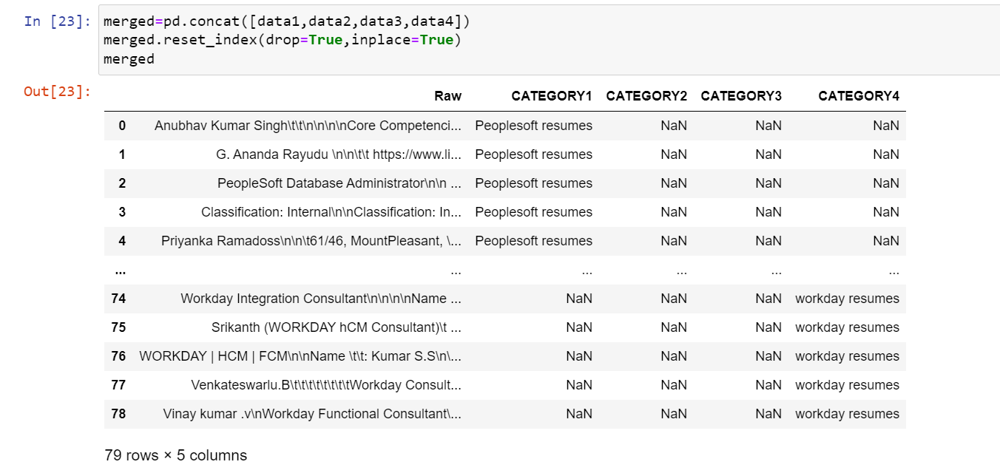 In [23]: merged=pd.concat([data1,data2,data3,data4])
merged.reset_index(drop=True,inplace=True)
merged
Out[23]:
Raw CATEGORY1 CATEGORY2 CATEGORY3 CATEGORY4
0 Anubhav Kumar Singh\t\t\n\n\n\nCore Competenci... Peoplesoft resumes NaN NaN NaN
1 G. Ananda Rayudu \n\n\t\t https://www.li... Peoplesoft resumes NaN NaN NaN
2 PeopleSoft Database Administrator\n\n ... Peoplesoft resumes NaN NaN NaN
3 Classification: Internal\n\nClassification: In... Peoplesoft resumes NaN NaN NaN
4 Priyanka Ramadoss\n\n\t61/46, MountPleasant, \... Peoplesoft resumes NaN NaN NaN
... ... ... ... ... ...
74 Workday Integration Consultant\n\n\n\nName ... NaN NaN NaN workday resumes
75 Srikanth (WORKDAY hCM Consultant)\t ... NaN NaN NaN workday resumes
76 WORKDAY | HCM | FCM\n\nName \t\t: Kumar S.S\n\... NaN NaN NaN workday resumes
77 Venkateswarlu.B\t\t\t\t\t\t\t\tWorkday Consult... NaN NaN NaN workday resumes
78 Vinay kumar .v\nWorkday Functional Consultant\... NaN NaN NaN workday resumes
79 rows × 5 columns